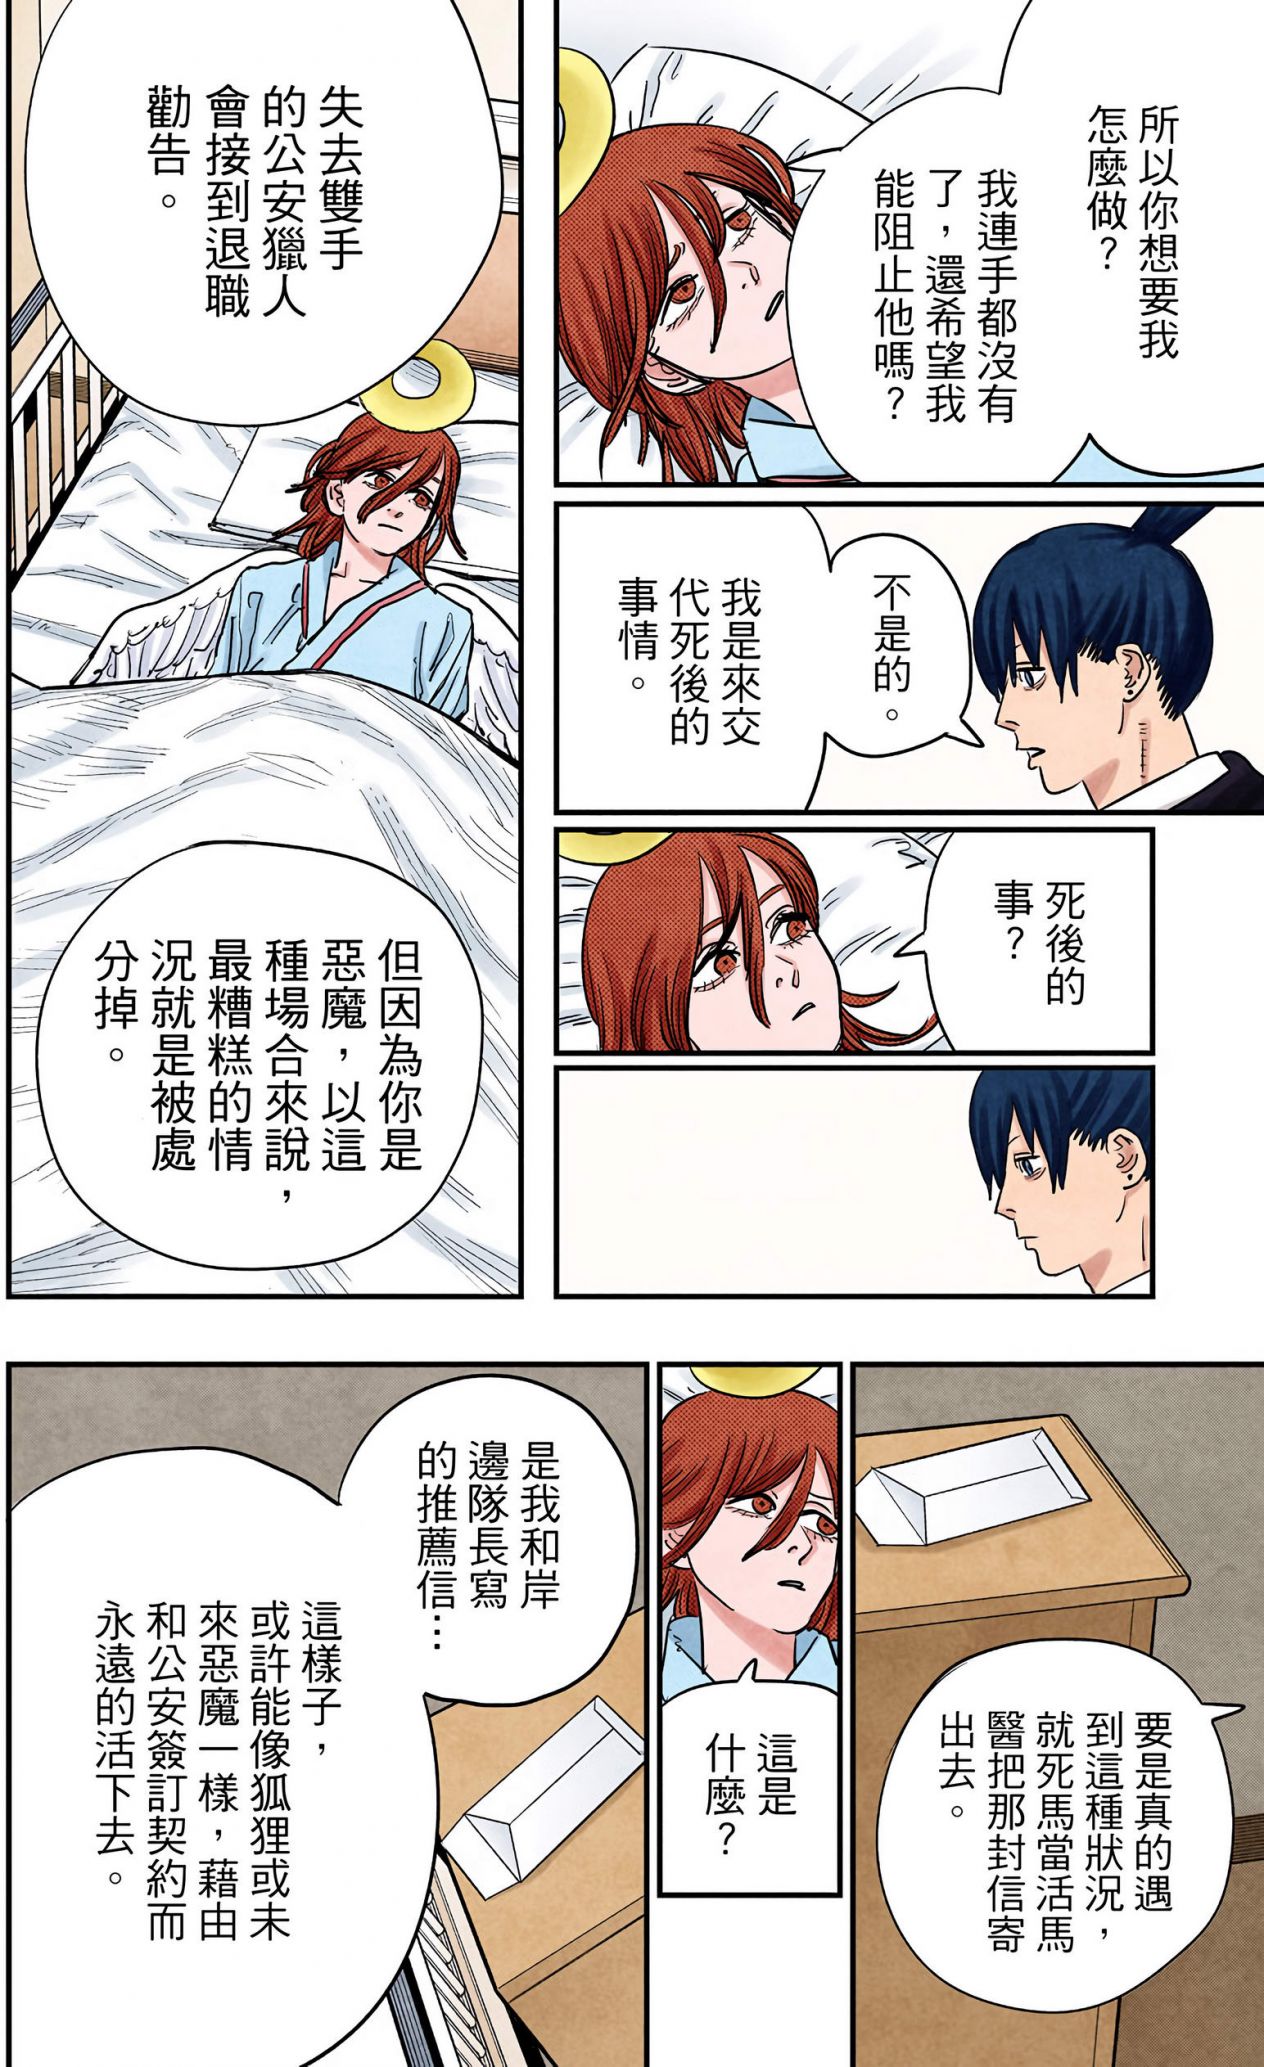 所以你想要我
怎麼做？
我連手都沒有
了，還希望我
能阻止他嗎？
不是的。
我是來交
代死後的
事情。
死後的
事？
失去雙手
的公安獵人
會接到退職
勸告。
但因為你是
惡魔，以這
種場合來說，
最糟糕的情
況就是被處
分掉。
要是真的遇
到這種狀況，
就死馬當活馬
醫把那封信寄
出去。
這是
什麼？
是我和岸
邊隊長寫
的推薦信…
這樣子，
或許能像狐狸或未
來惡魔一樣，藉由
和公安簽訂契約而
永遠的活下去。